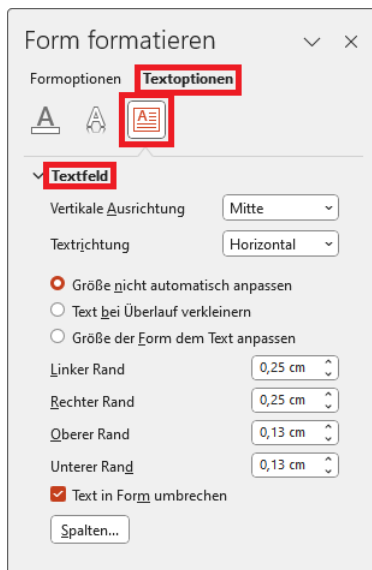 Form formatieren
Formoptionen Textoptionen
A A A
Textfeld
Vertikale Ausrichtung Mitte
Textrichtung Horizontal
Größe nicht automatisch anpassen
Text bei Überlauf verkleinern
Größe der Form dem Text anpassen
Linker Rand 0,25 cm
Rechter Rand 0,25 cm
Oberer Rand 0,13 cm
Unterer Rand 0,13 cm
Text in Form umbrechen
Spalten...